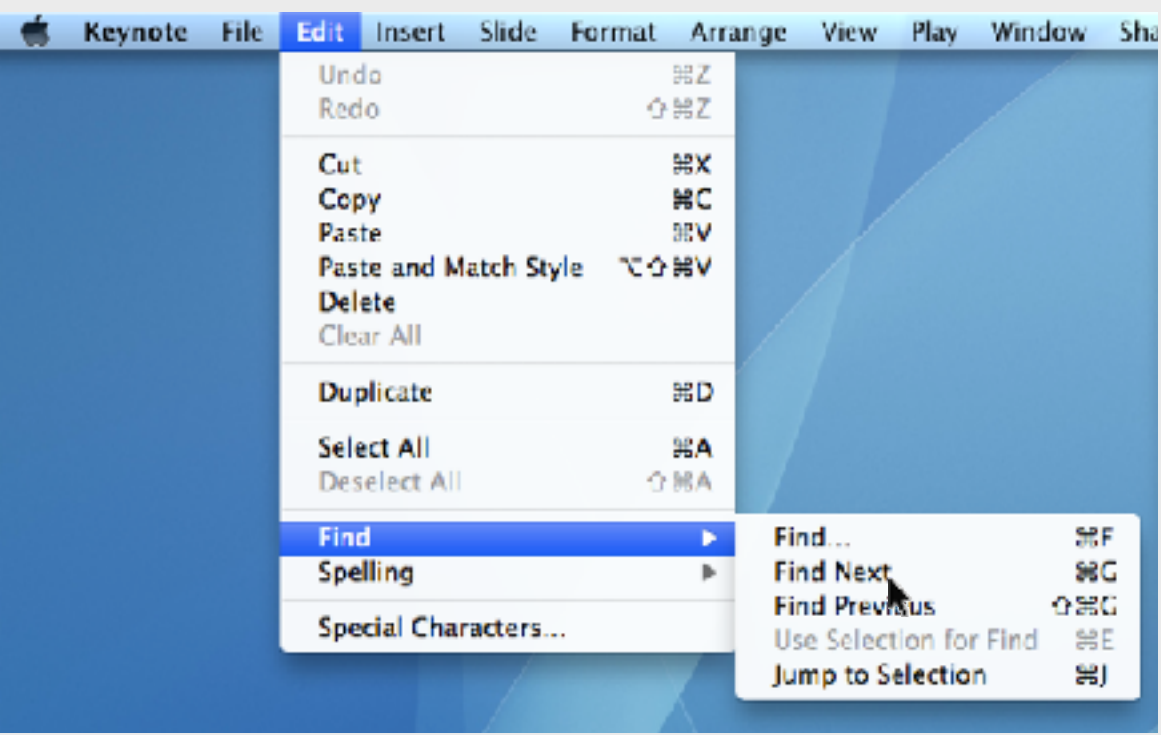 Keynote File Edit Insert Slide Format Arrange View Play Window Sha
Undo ⌘Z
Redo ⇧⌘Z
Cut ⌘X
Copy ⌘C
Paste ⌘V
Paste and Match Style ⌥⇧⌘V
Delete
Clear All
Duplicate ⌘D
Select All ⌘A
Deselect All ⇧⌘A
Find
Spelling
Special Characters...
Find... ⌘F
Find Next ⌘G
Find Previous ⇧⌘G
Use Selection for Find ⌘E
Jump to Selection ⌘J